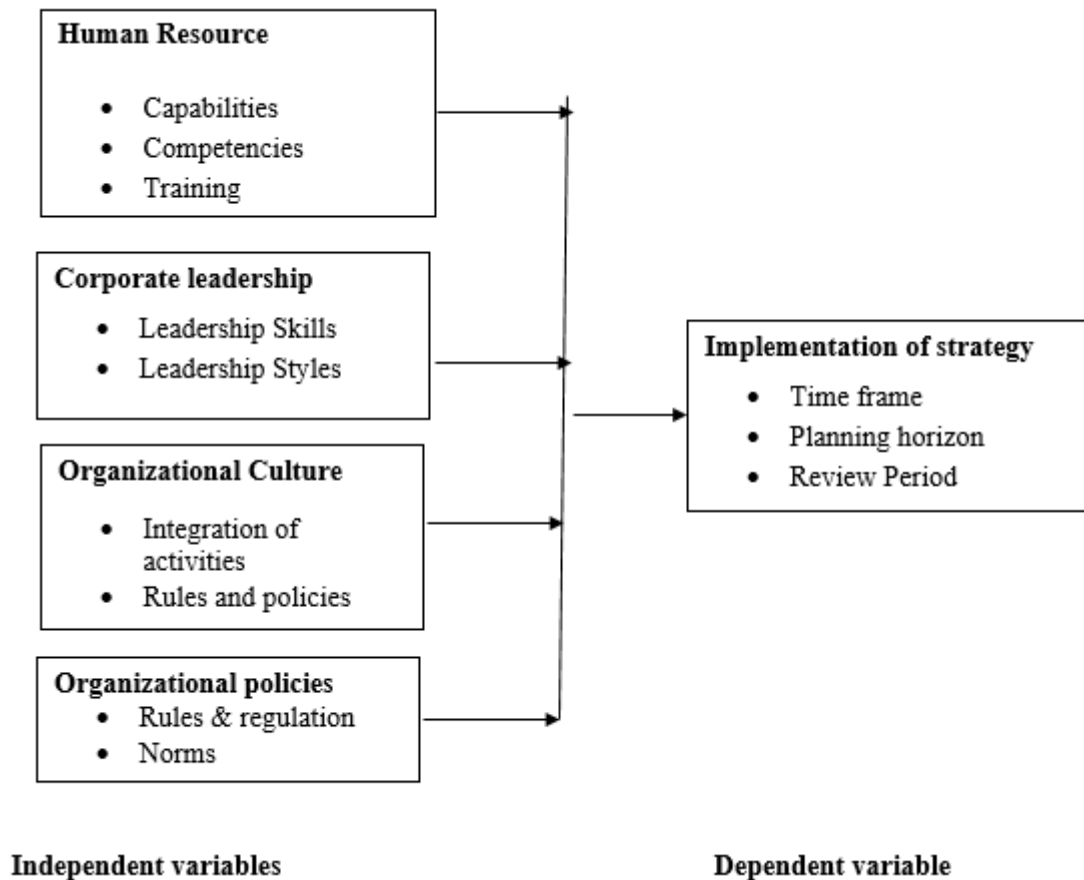 Human Resource
• Capabilities
• Competencies
• Training
Corporate leadership
• Leadership Skills
• Leadership Styles
Organizational Culture
• Integration of
activities
• Rules and policies
Organizational policies
• Rules & regulation
• Norms
Implementation of strategy
• Time frame
• Planning horizon
• Review Period
Independent variables
Dependent variable